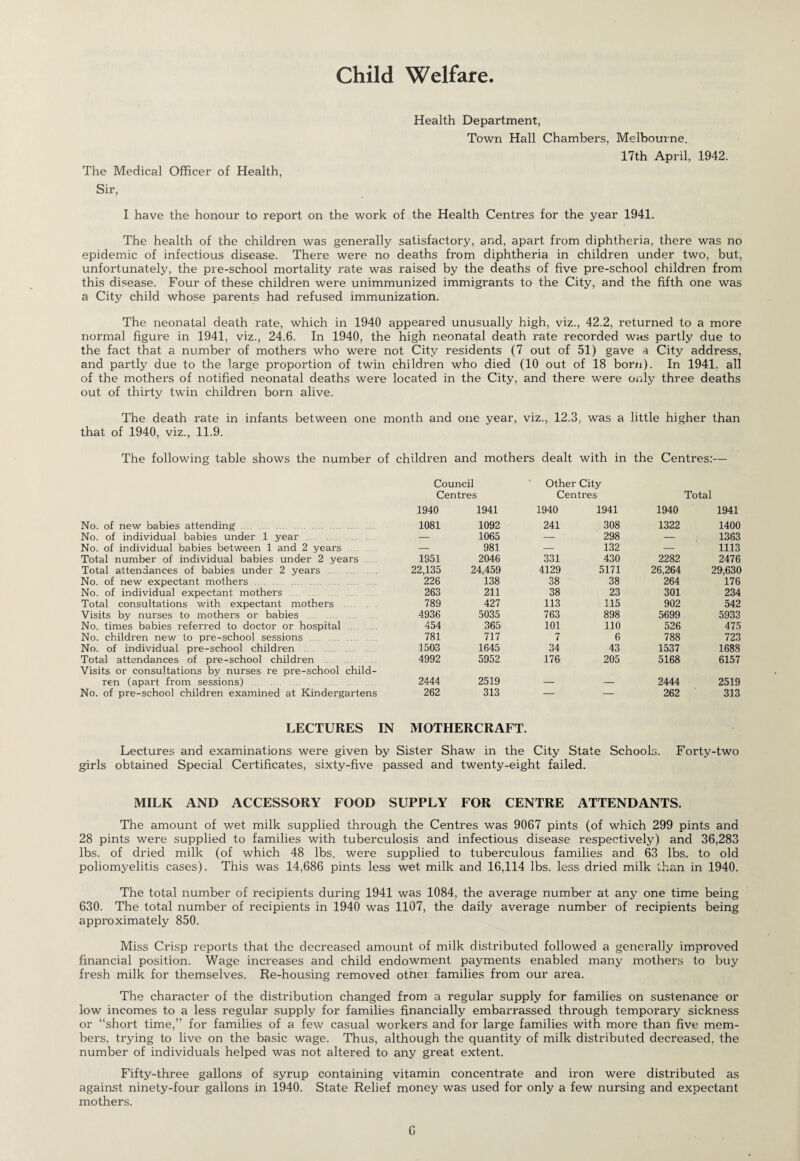 Child Welfare.
Health Department,
Town Hall Chambers, Melbourne.
17th April, 1942.
The Medical Officer of Health,
Sir,
I have the honour to report on the work of the Health Centres for the year 1941.
The health of the children was generally satisfactory, and, apart from diphtheria, there was no
epidemic of infectious disease. There were no deaths from diphtheria in children under two, but,
unfortunately, the pre-school mortality rate was raised by the deaths of five pre-school children from
this disease. Four of these children were unimmunized immigrants to the City, and the fifth one was
a City child whose parents had refused immunization.
The neonatal death rate, which in 1940 appeared unusually high, viz., 42.2, returned to a more
normal figure in 1941, viz., 24.6. In 1940, the high neonatal death rate recorded was partly due to
the fact that a number of mothers who were not City residents (7 out of 51) gave a City address,
and partly due to the large proportion of twin children who died (10 out of 18 born). In 1941, all
of the mothers of notified neonatal deaths were located in the City, and there were only three deaths
out of thirty twin children born alive.
The death rate in infants between one month and one year, viz., 12.3, was a little higher than
that of 1940, viz., 11.9.
The following table shows the number of children and mothers dealt with in the Centres:—
Council Other City
Centres Centres Total
1940 1941 1940 1941 1940 1941
No. of new babies attending .... 1081 1092 241 308 1322 1400
No. of individual babies under 1 year .... — 1065 — 298 — 1363
No. of individual babies between 1 and 2 years .... — 981 — 132 — 1113
Total number of individual babies under 2 years .... 1951 2046 331 430 2282 2476
Total attendances of babies under 2 years .... 22,135 24,459 4129 5171 26,264 29,630
No. of new expectant mothers .... 226 138 38 38 264 176
No. of individual expectant mothers .... 263 211 38 23 301 234
Total consultations with expectant mothers .... 789 427 113 115 902 542
Visits by nurses to mothers or babies .... 4936 5035 763 898 5699 5933
No. times babies referred to doctor or hospital .... 454 365 101 110 526 475
No. children new to pre-school sessions .... 781 717 7 6 788 723
No. of individual pre-school children .... 1503 1645 34 43 1537 1688
Total attendances of pre-school children .... 4992 5952 176 205 5168 6157
Visits or consultations by nurses re pre-school child-
ren (apart from sessions) .... 2444 2519 — — 2444 2519
No. of pre-school children examined at Kindergartens 262 313 — — 262 313
LECTURES IN MOTHERCRAFT.
Lectures and examinations were given by Sister Shaw in the City State Schools. Forty-two
girls obtained Special Certificates, sixty-five passed and twenty-eight failed.
MILK AND ACCESSORY FOOD SUPPLY FOR CENTRE ATTENDANTS.
The amount of wet milk supplied through the Centres was 9067 pints (of which 299 pints and
28 pints were supplied to families with tuberculosis and infectious disease respectively) and 36,283
lbs. of dried milk (of which 48 lbs. were supplied to tuberculous families and 63 lbs. to old
poliomyelitis cases). This was 14,686 pints less wet milk and 16,114 lbs. less dried milk than in 1940.
The total number of recipients during 1941 was 1084, the average number at any one time being
630. The total number of recipients in 1940 was 1107, the daily average number of recipients being
approximately 850.
Miss Crisp reports that the decreased amount of milk distributed followed a generally improved
financial position. Wage increases and child endowment payments enabled many mothers to buy
fresh milk for themselves. Re-housing removed other families from our area.
The character of the distribution changed from a regular supply for families on sustenance or
low incomes to a less regular supply for families financially embarrassed through temporary sickness
or “short time,” for families of a few casual workers and for large families with more than five mem-
bers, trying to live on the basic wage. Thus, although the quantity of milk distributed decreased, the
number of individuals helped was not altered to any great extent.
Fifty-three gallons of syrup containing vitamin concentrate and iron were distributed as
against ninety-four gallons in 1940. State Relief money was used for only a few nursing and expectant
mothers.
6